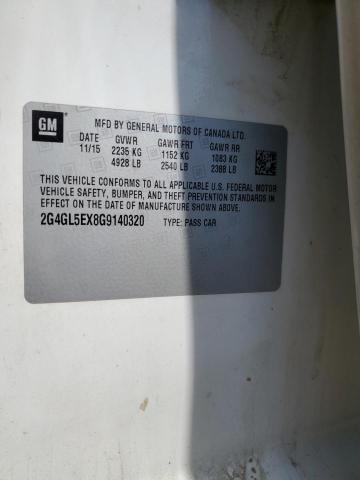 GM
MFD BY GENERAL MOTORS OF CANADA LTD.
DATE GVWR GAWR FRT GAWR RR
11/15 2235 KG 1152 KG 1083 KG
4928 LB 2540 LB 2388 LB
THIS VEHICLE CONFORMS TO ALL APPLICABLE U.S. FEDERAL MOTOR
VEHICLE SAFETY, BUMPER, AND THEFT PREVENTION STANDARDS IN
EFFECT ON THE DATE OF MANUFACTURE SHOWN ABOVE.
2G4GL5EX8G9140320 TYPE: PASS CAR